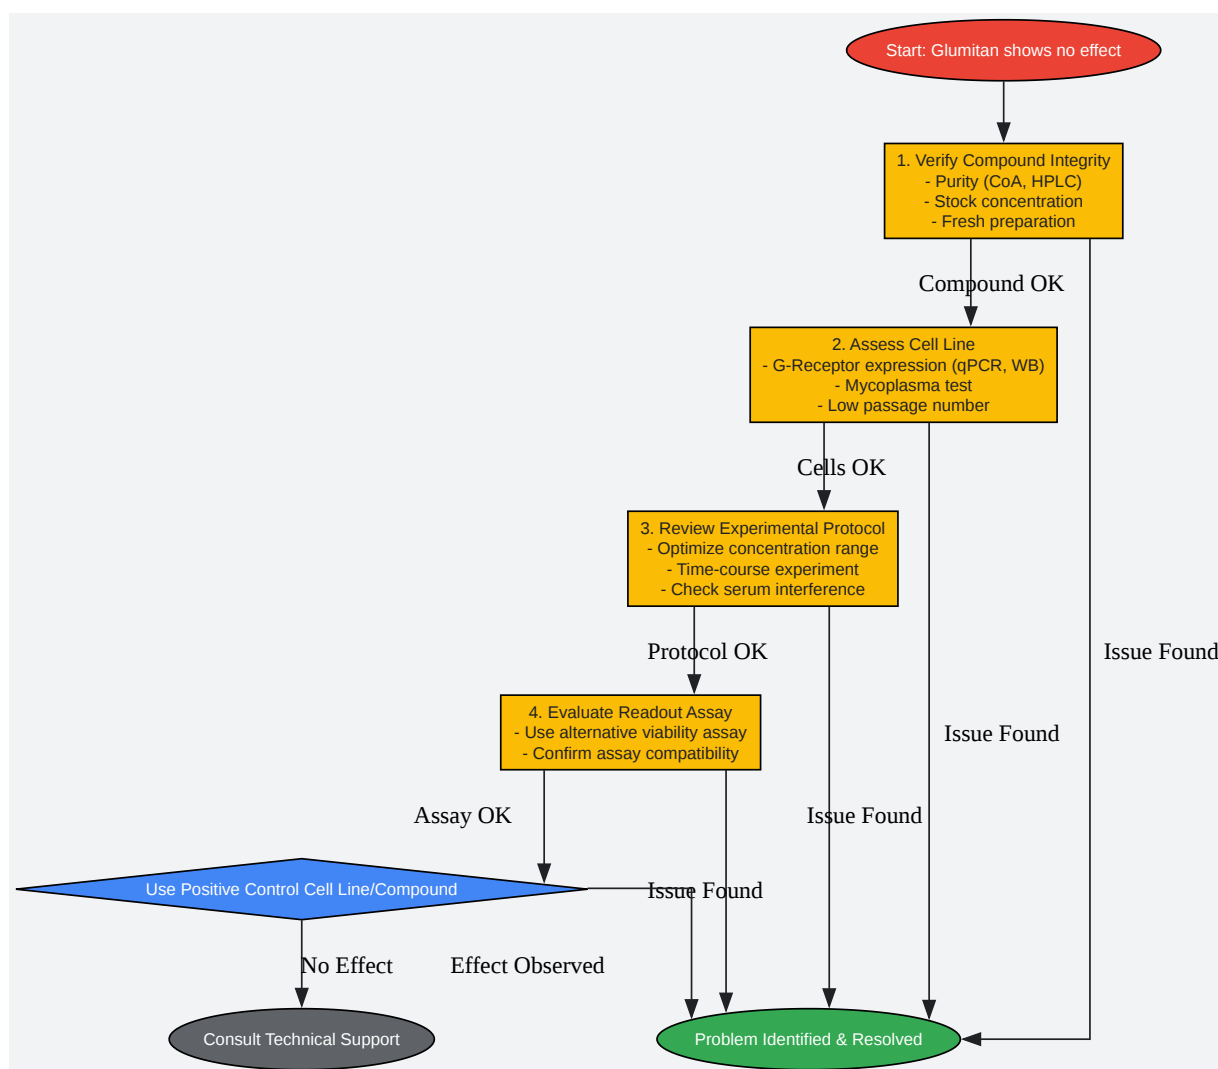 Start: Glumitan shows no effect
1. Verify Compound Integrity
- Purity (CoA, HPLC)
- Stock concentration
- Fresh preparation
Compound OK
2. Assess Cell Line
- G-Receptor expression (qPCR, WB)
- Mycoplasma test
- Low passage number
Cells OK
3. Review Experimental Protocol
- Optimize concentration range
- Time-course experiment
- Check serum interference
Protocol OK
Issue Found
4. Evaluate Readout Assay
- Use alternative viability assay
- Confirm assay compatibility
Issue Found
Assay OK
Issue Found
Use Positive Control Cell Line/Compound
Issue Found
No Effect
Effect Observed
Consult Technical Support
Problem Identified & Resolved